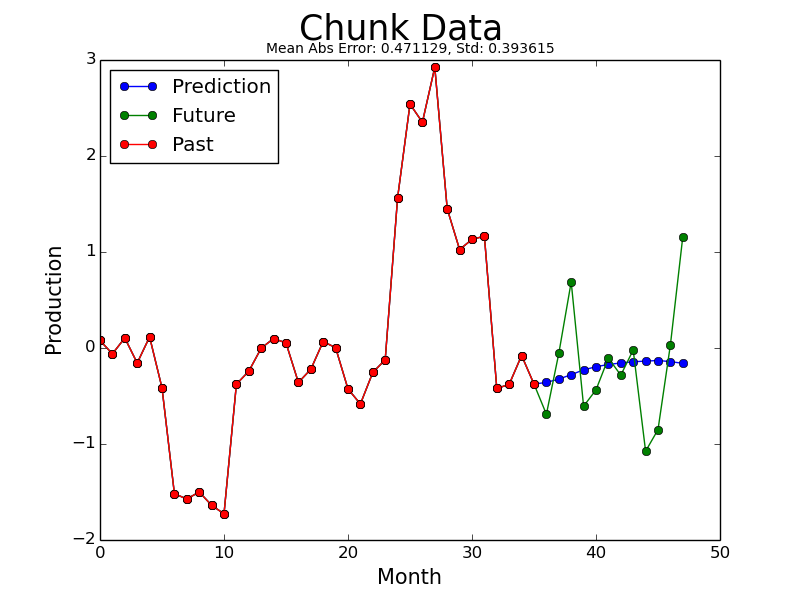 Chunk Data
Mean Abs Error: 0.471129, Std: 0.393615
Prediction
Future
Past
3
2
1
0
−1
−2
Production
0 10 20 30 40 50
Month